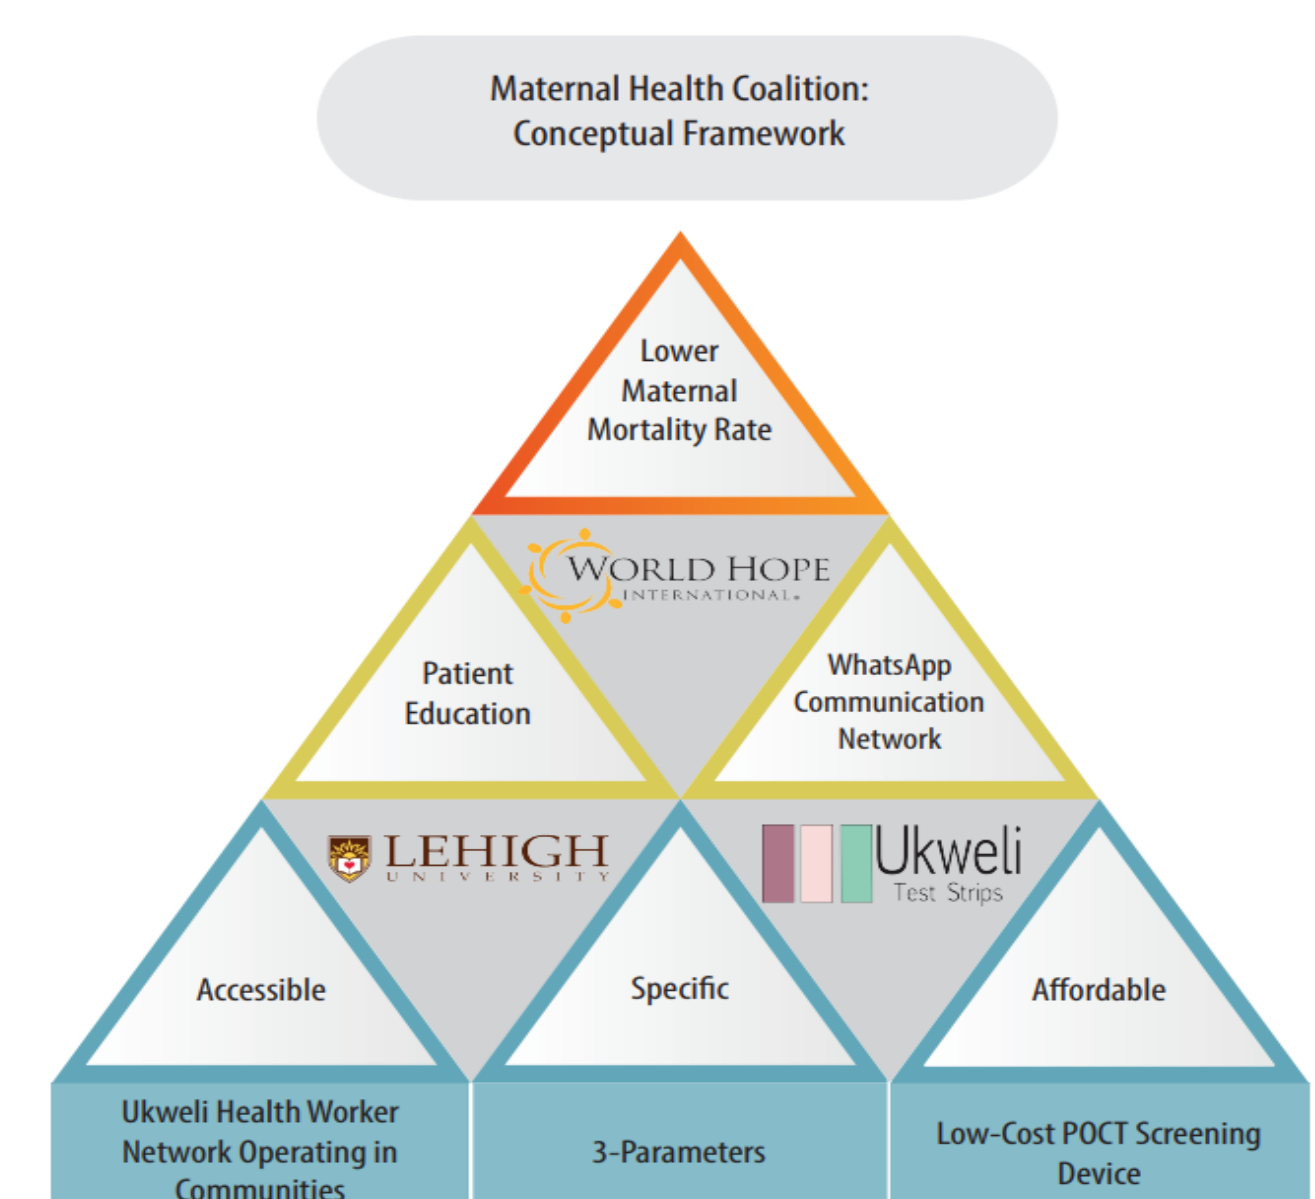 Maternal Health Coalition:
Conceptual Framework
Lower
Maternal
Mortality Rate
WORLD HOPE
INTERNATIONAL®
Patient
Education
WhatsApp
Communication
Network
LEHIGH
UNIVERSITY
Ukweli
Test Strips
Accessible
Specific
Affordable
Ukweli Health Worker
Network Operating in
Communities
3-Parameters
Low-Cost POCT Screening
Device